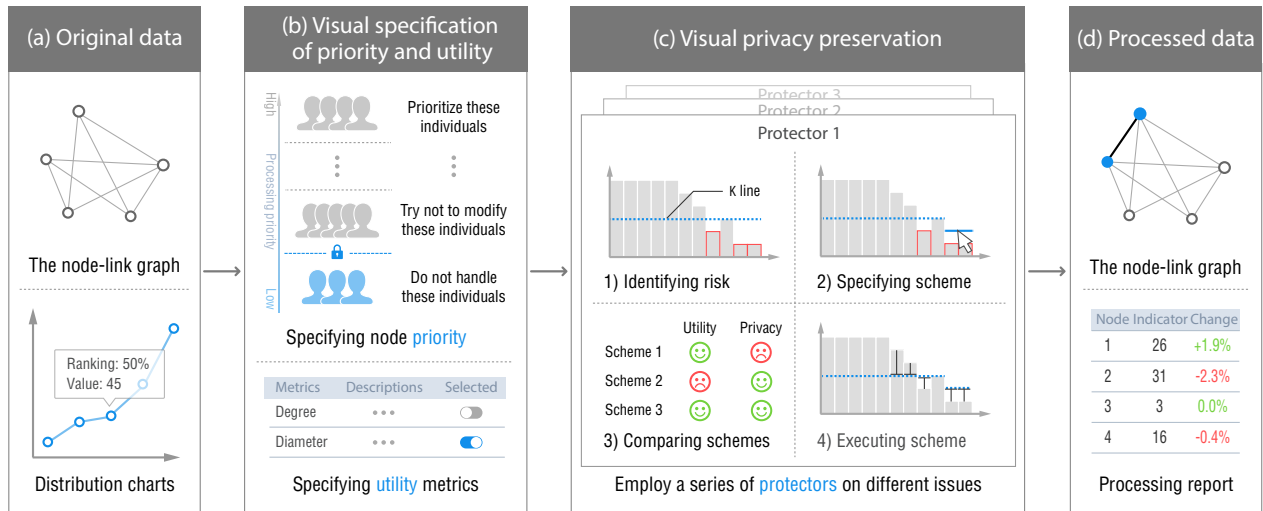 (a) Original data
The node-link graph
Ranking: 50%
Value: 45
Distribution charts
(b) Visual specification
of priority and utility
High
Processing priority
Low
Prioritize these
individuals
Try not to modify
these individuals
Do not handle
these individuals
Specifying node priority
Metrics Descriptions Selected
Degree
Diameter
Specifying utility metrics
(c) Visual privacy preservation
Protector 3
Protector 2
Protector 1
K line
1) Identifying risk
2) Specifying scheme
Utility Privacy
Scheme 1
Scheme 2
Scheme 3
3) Comparing schemes
4) Executing scheme
Employ a series of protectors on different issues
(d) Processed data
The node-link graph
Node Indicator Change
1 26 +1.9%
2 31 -2.3%
3 3 0.0%
4 16 -0.4%
Processing report